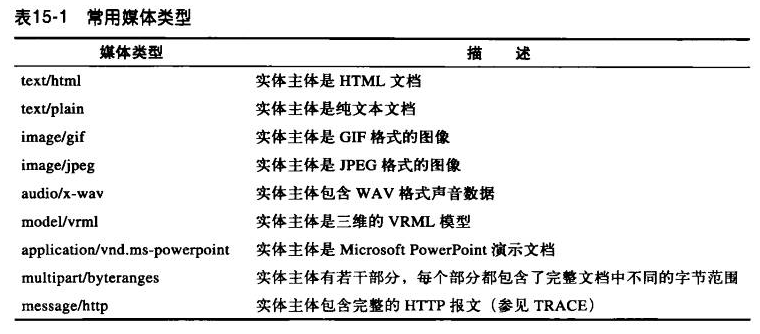 表15-1 常用媒体类型
媒体类型 描 述
text/html 实体主体是 HTML 文档
text/plain 实体主体是纯文本文档
image/gif 实体主体是 GIF 格式的图像
image/jpeg 实体主体是 JPEG 格式的图像
audio/x-wav 实体主体包含 WAV 格式声音数据
model/vrml 实体主体是三维的 VRML 模型
application/vnd.ms-powerpoint 实体主体是 Microsoft PowerPoint 演示文档
multipart/byteranges 实体主体有若干部分，每个部分都包含了完整文档中不同的字节范围
message/http 实体主体包含完整的 HTTP 报文（参见 TRACE）